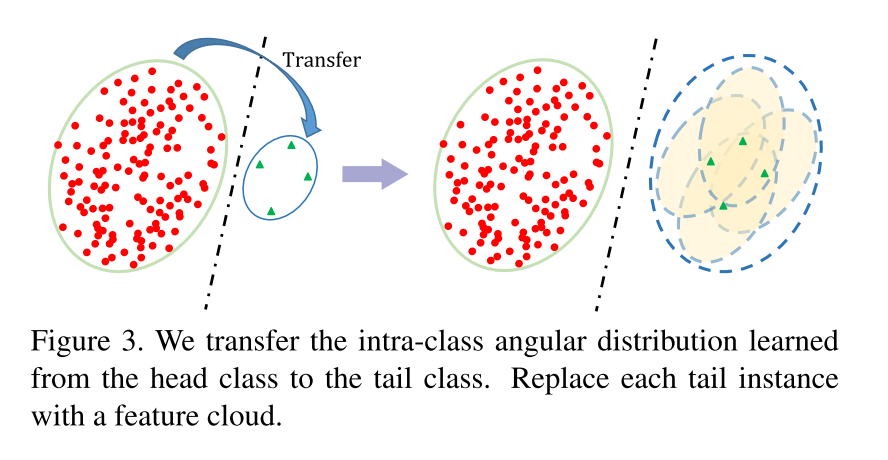 Transfer
Figure 3. We transfer the intra-class angular distribution learned
from the head class to the tail class. Replace each tail instance
with a feature cloud.